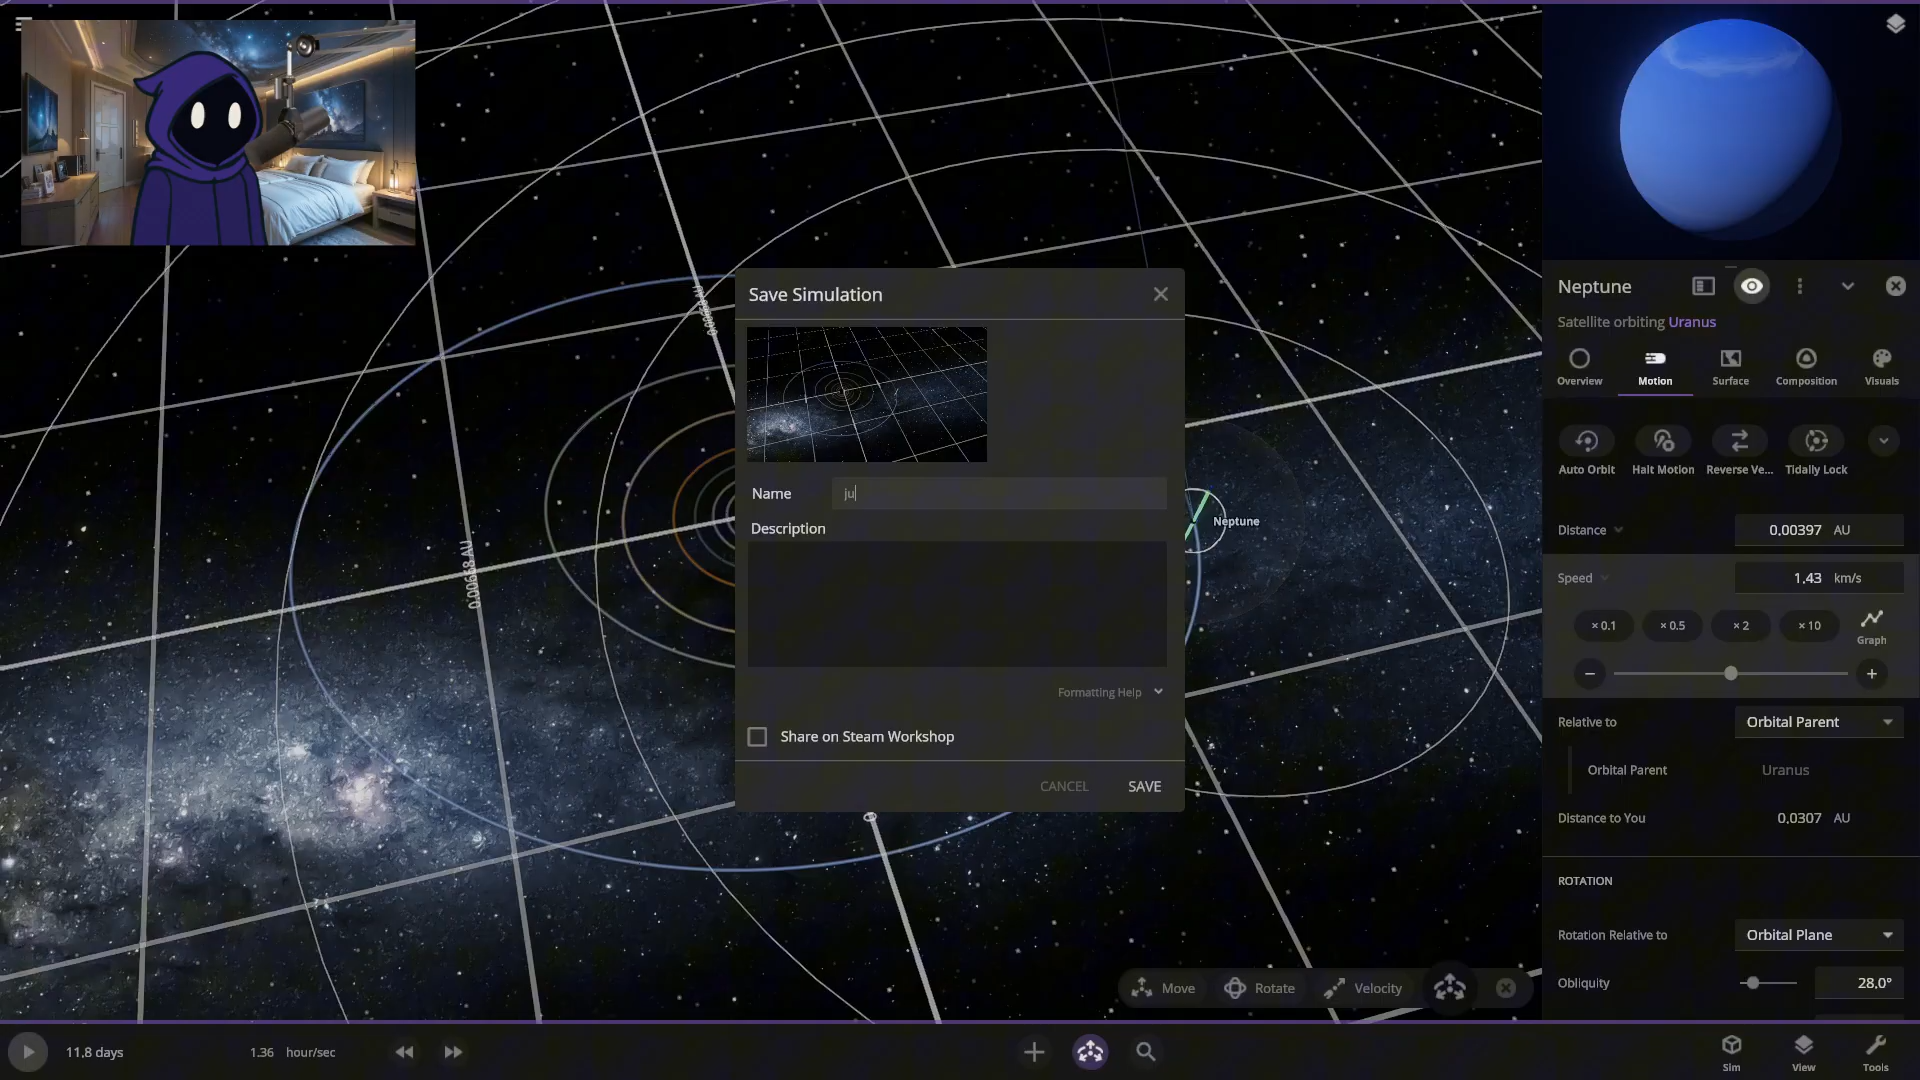 Save Simulation
Name
ju
Description
Formatting Help
Share on Steam Workshop
CANCEL
SAVE
0.00668 AU
Neptune
Neptune
Satellite orbiting Uranus
Overview
Motion
Surface
Composition
Visuals
Auto Orbit
Halt Motion
Reverse Ve...
Tidally Lock
Distance
0.00397 AU
Speed
1.43 km/s
× 0.1
× 0.5
× 2
× 10
Graph
Relative to
Orbital Parent
Orbital Parent
Uranus
Distance to You
0.0307 AU
ROTATION
Rotation Relative to
Orbital Plane
Obliquity
28.0°
Move
Rotate
Velocity
11.8 days
1.36 hour/sec
Sim
View
Tools